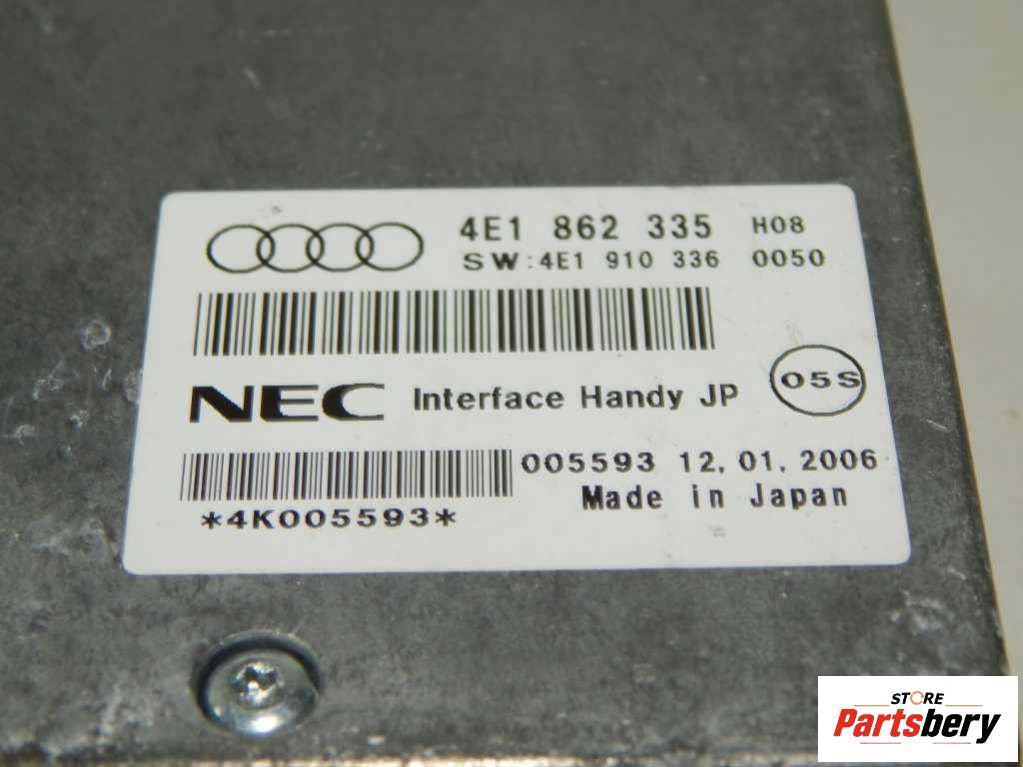 4E1 862 335 H08
SW:4E1 910 336 0050
NEC Interface Handy JP 05S
005593 12,01,2006
*4K005593* Made in Japan
STORE
Partsbery